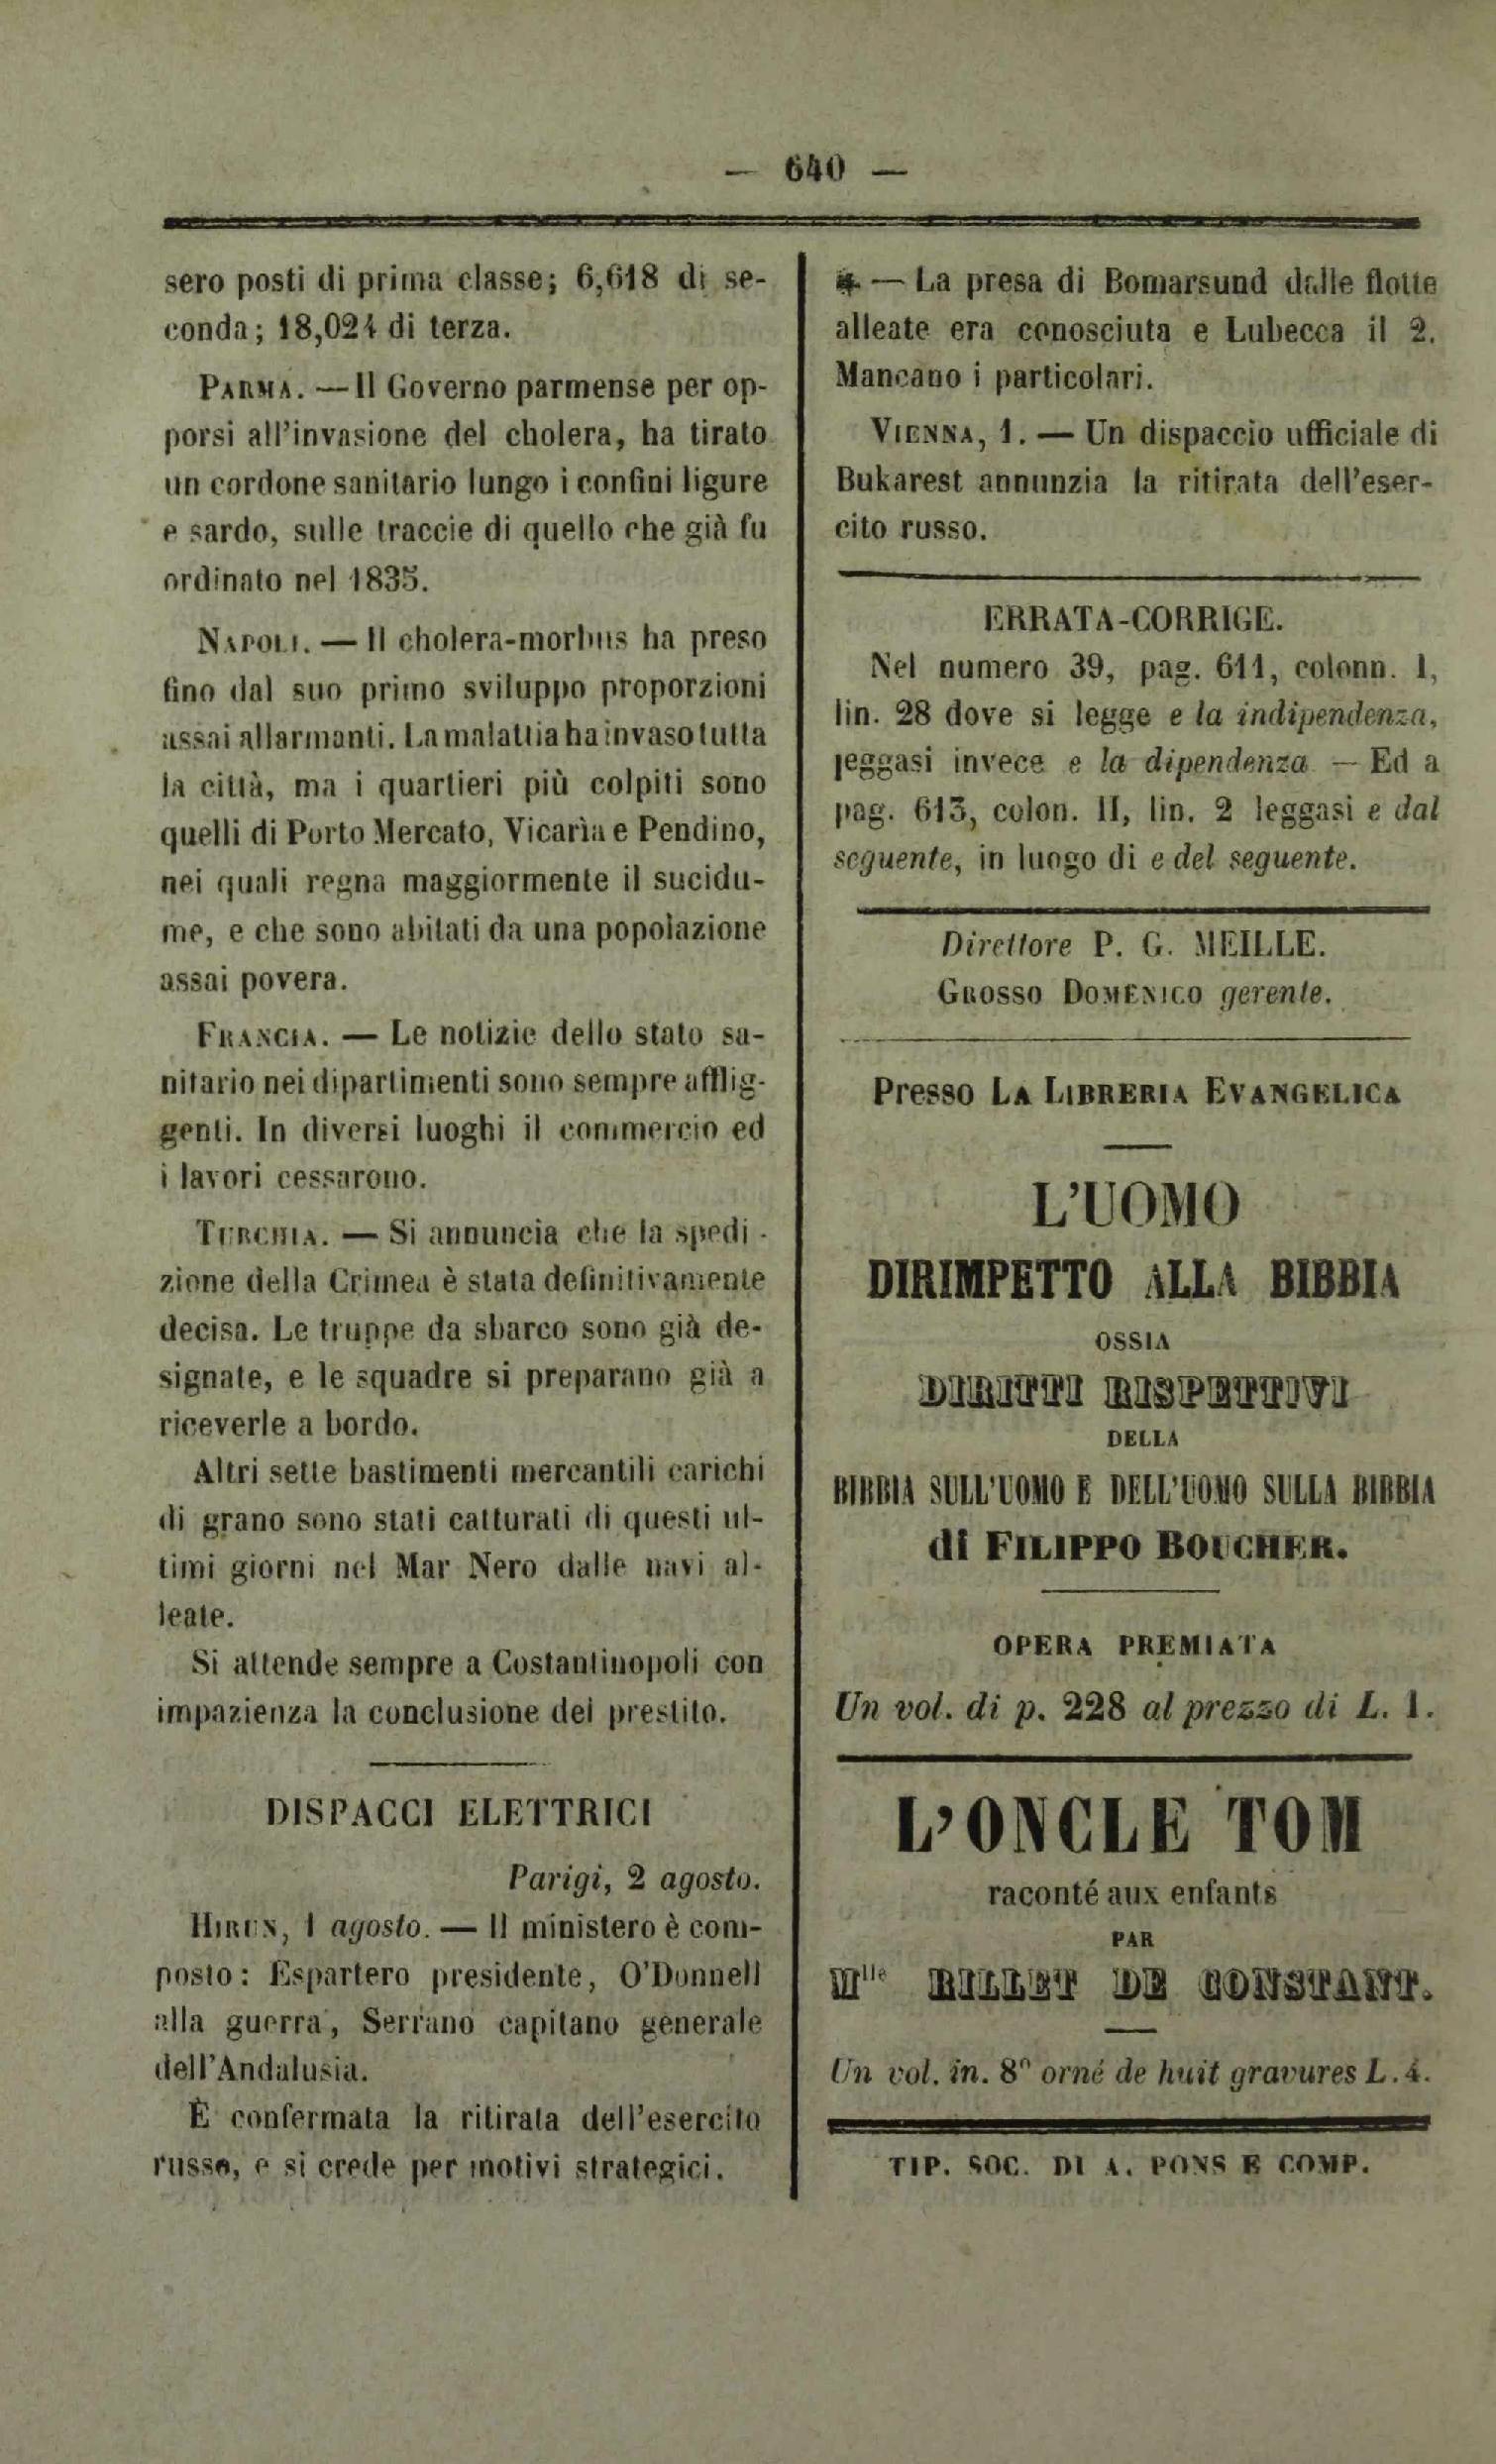 — 640 —
sero posti di prima classe; 6,618 di se-
conda; 18,024 di terza.
PARMA. — Il Governo parmense per op-
porsi all'invasione del cholera, ha tirato
un cordone sanitario lungo i confini ligure
e sardo, sulle traccie di quello che già fu
ordinato nel 1835.
NAPOLI. — Il cholera-morbus ha preso
fino dal suo primo sviluppo proporzioni
assai allarmanti. La malattia ha invaso tutta
la città, ma i quartieri più colpiti sono
quelli di Porto Mercato, Vicarìa e Pendino,
nei quali regna maggiormente il sucidu-
me, e che sono abitati da una popolazione
assai povera.
FRANCIA. — Le notizie dello stato sa-
nitario nei dipartimenti sono sempre afflig-
genti. In diversi luoghi il commercio ed
i lavori cessarono.
TURCHIA. — Si annuncia che la spedi-
zione della Crimea è stata definitivamente
decisa. Le truppe da sbarco sono già de-
signate, e le squadre si preparano già a
riceverle a bordo.
Altri sette bastimenti mercantili carichi
di grano sono stati catturati di questi ul-
timi giorni nel Mar Nero dalle navi al-
leate.
Si attende sempre a Costantinopoli con
impazienza la conclusione del prestito.
DISPACCI ELETTRICI
Parigi, 2 agosto.
HIRUN, 1 agosto. — Il ministero è com-
posto: Espartero presidente, O'Donnell
alla guerra, Serrano capitano generale
dell'Andalusia.
È confermata la ritirata dell'esercito
russo, e si crede per motivi strategici.
— La presa di Bomarsund dalle flotte
alleate era conosciuta e Lubecca il 2.
Mancano i particolari.
VIENNA, 1. — Un dispaccio ufficiale di
Bukarest annunzia la ritirata dell'eser-
cito russo.
ERRATA-CORRIGE.
Nel numero 39, pag. 611, colonn. I,
lin. 28 dove si legge e la indipendenza,
leggasi invece e la dipendenza — Ed a
pag. 613, colon. II, lin. 2 leggasi e dal
seguente, in luogo di e del seguente.
Direttore P. G. MEILLE.
GROSSO DOMENICO gerente.
Presso LA LIBRERIA EVANGELICA
L'UOMO
DIRIMPETTO ALLA BIBBIA
OSSIA
DIRITTI RISPETTIVI
DELLA
BIBBIA SULL'UOMO E DELL'UOMO SULLA BIBBIA
di FILIPPO BOUCHER.
OPERA PREMIATA
Un vol. di p. 228 al prezzo di L. 1.
L'ONCLE TOM
raconté aux enfants
PAR
Mlle RILLET DE CONSTANT.
Un vol. in. 8º orné de huit gravures L. 4.
TIP. SOC. DI A. PONS E COMP.